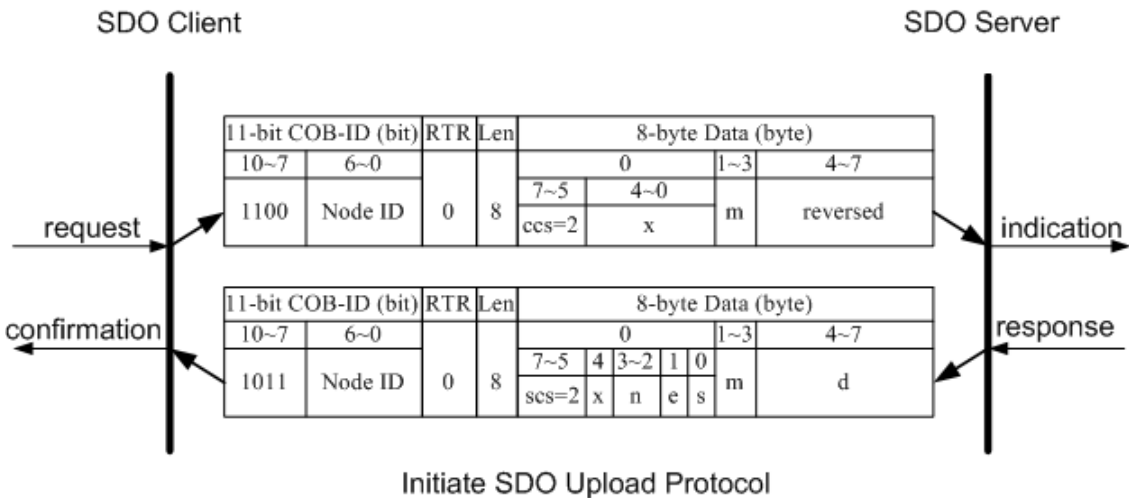 SDO Client
SDO Server
11-bit COB-ID (bit) RTR Len 8-byte Data (byte)
10~7 6~0 0 1~3 4~7
7~5 4~0
1100 Node ID 0 8 m reversed
ccs=2 x
request
indication
11-bit COB-ID (bit) RTR Len 8-byte Data (byte)
confirmation
response
10~7 6~0 0 1~3 4~7
7~5 4 3~2 1 0
1011 Node ID 0 8 m d
scs=2 x n e s
Initiate SDO Upload Protocol